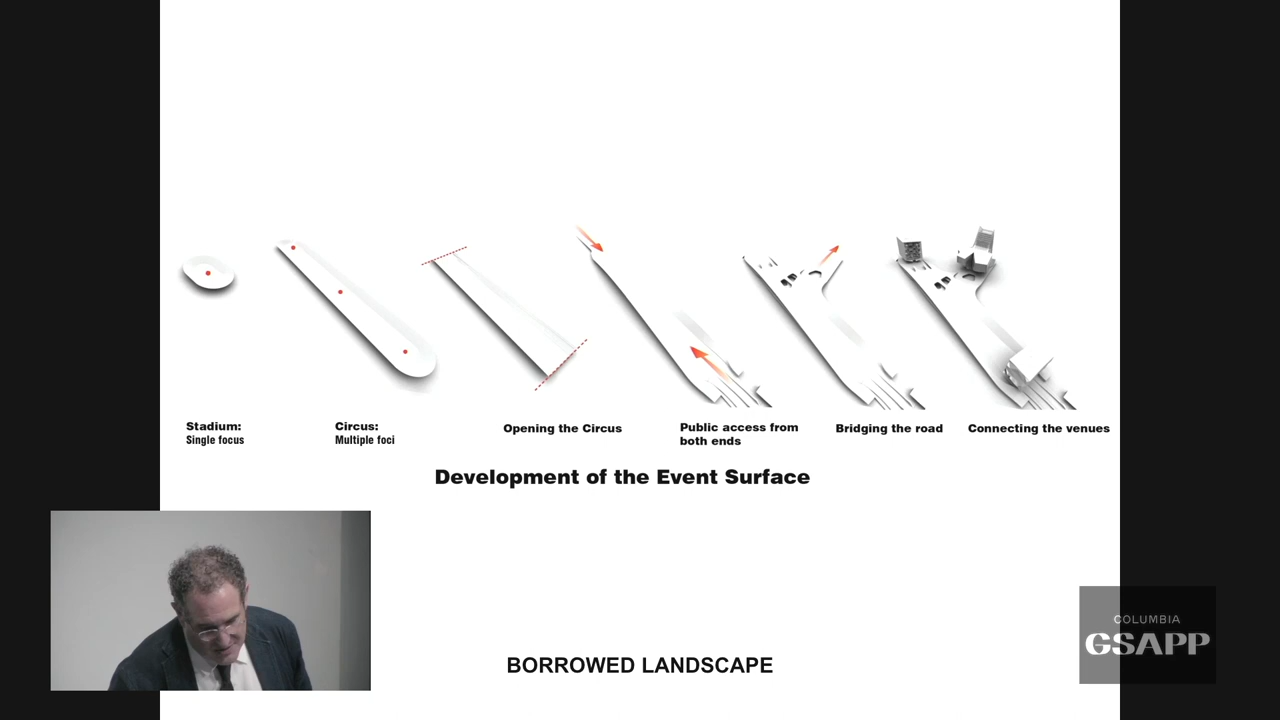 Stadium:
Single focus
Circus:
Multiple foci
Opening the Circus
Public access from
both ends
Bridging the road
Connecting the venues
Development of the Event Surface
BORROWED LANDSCAPE
COLUMBIA
GSAPP